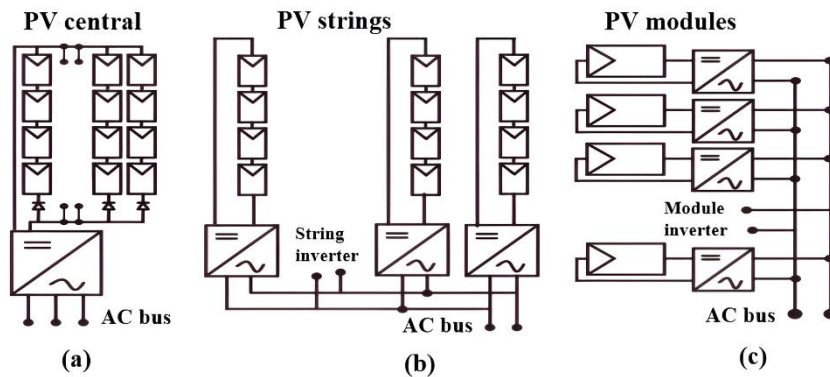 PV central
PV strings
PV modules
String
inverter
Module
inverter
AC bus
AC bus
AC bus
(a)
(b)
(c)